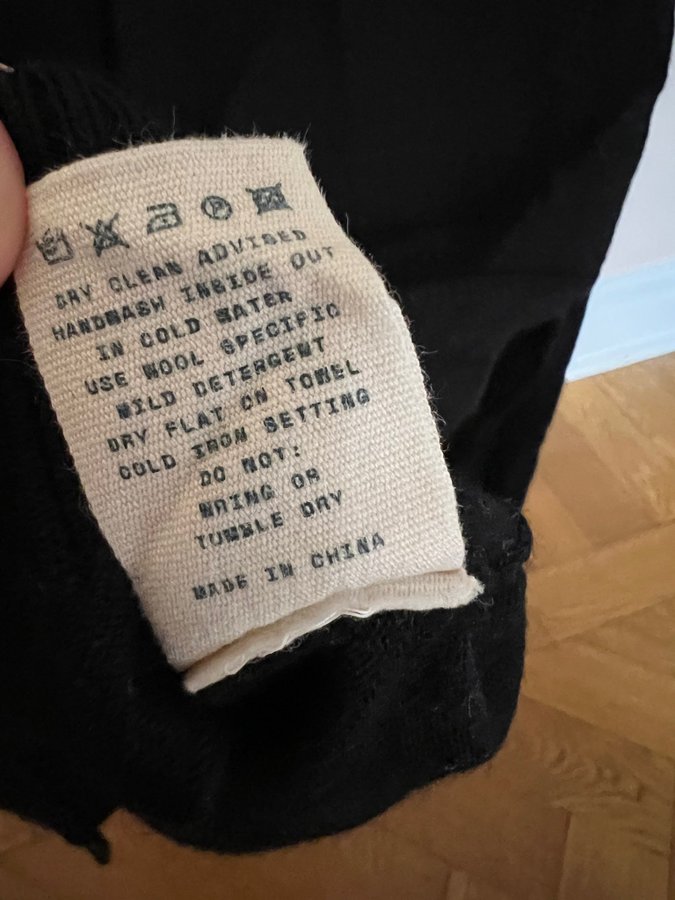 DRY CLEAN ADVISED
HANDWASH INSIDE OUT
IN COLD WATER
USE WOOL SPECIFIC
MILD DETERGENT
DRY FLAT ON TOWEL
COLD IRON SETTING
DO NOT:
WRING OR
TUMBLE DRY
MADE IN CHINA